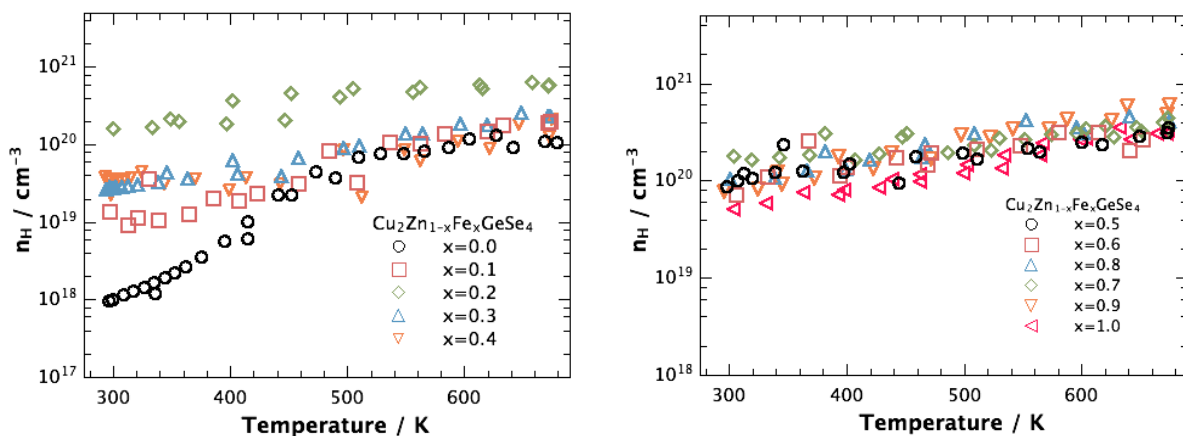 n_H / cm⁻³
10²¹
10²⁰
10¹⁹
10¹⁸
10¹⁷
300 400 500 600
Temperature / K
Cu₂Zn₁₋ₓFeₓGeSe₄
x=0.0
x=0.1
x=0.2
x=0.3
x=0.4
n_H / cm⁻³
10²¹
10²⁰
10¹⁹
10¹⁸
300 400 500 600
Temperature / K
Cu₂Zn₁₋ₓFeₓGeSe₄
x=0.5
x=0.6
x=0.8
x=0.7
x=0.9
x=1.0